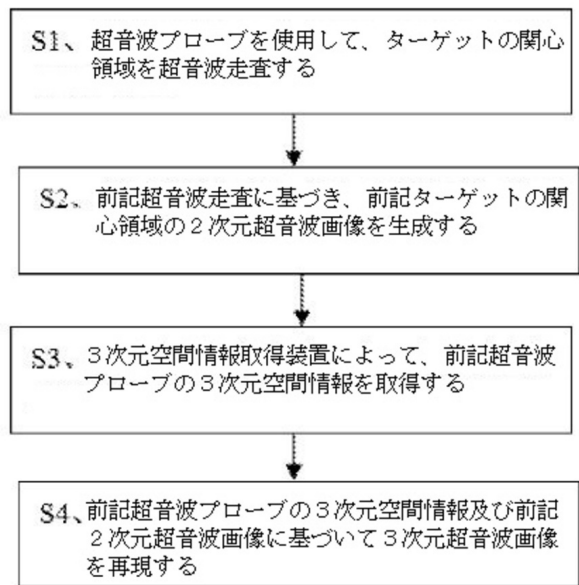 S1、超音波プローブを使用して、ターゲットの関心
領域を超音波走査する
S2、前記超音波走査に基づき、前記ターゲットの関
心領域の２次元超音波画像を生成する
S3、３次元空間情報取得装置によって、前記超音波
プローブの３次元空間情報を取得する
S4、前記超音波プローブの３次元空間情報及び前記
２次元超音波画像に基づいて３次元超音波画像
を再現する